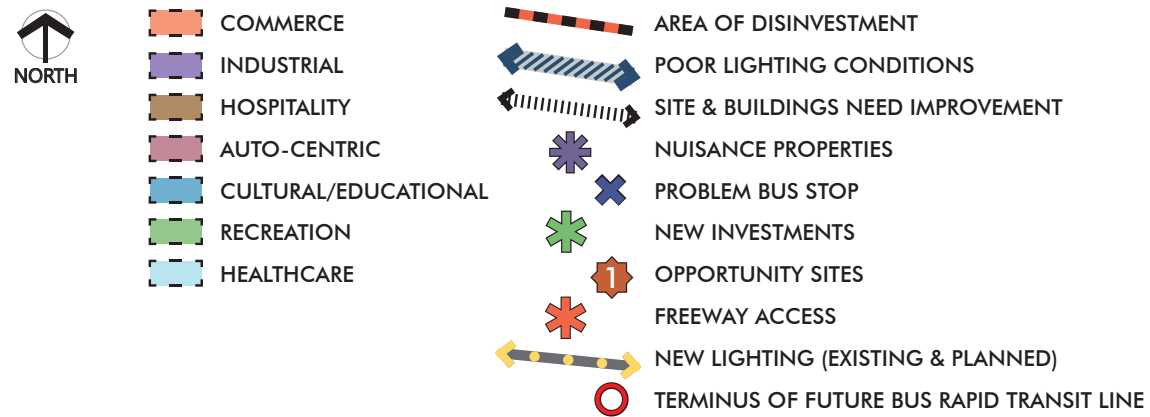 NORTH
COMMERCE
INDUSTRIAL
HOSPITALITY
AUTO-CENTRIC
CULTURAL/EDUCATIONAL
RECREATION
HEALTHCARE
AREA OF DISINVESTMENT
POOR LIGHTING CONDITIONS
SITE & BUILDINGS NEED IMPROVEMENT
NUISANCE PROPERTIES
PROBLEM BUS STOP
NEW INVESTMENTS
1 OPPORTUNITY SITES
FREEWAY ACCESS
NEW LIGHTING (EXISTING & PLANNED)
TERMINUS OF FUTURE BUS RAPID TRANSIT LINE